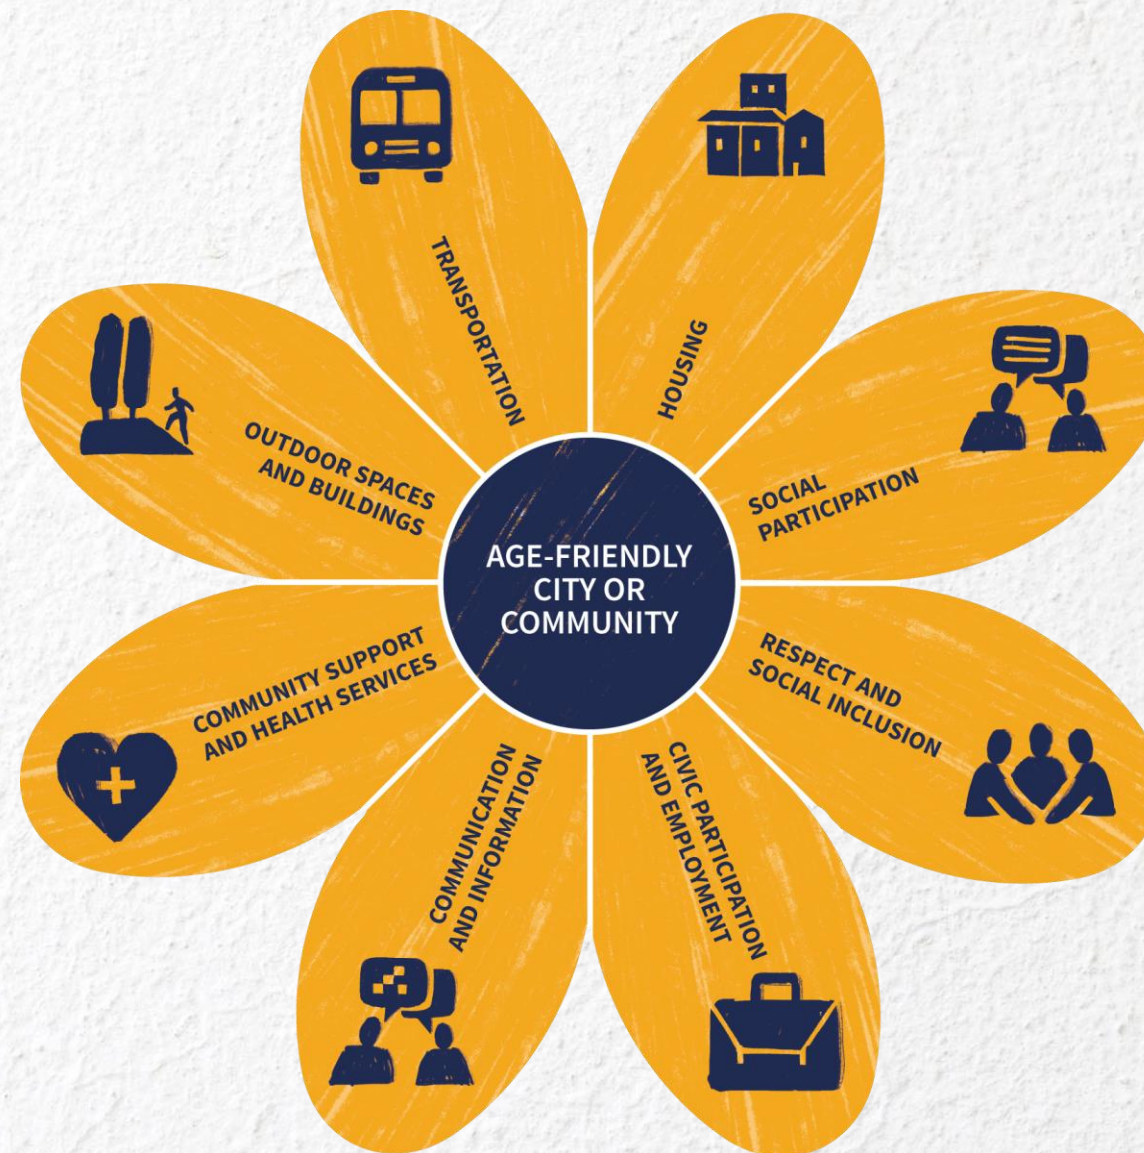 TRANSPORTATION
HOUSING
SOCIAL
PARTICIPATION
RESPECT AND
SOCIAL INCLUSION
CIVIC PARTICIPATION
AND EMPLOYMENT
COMMUNICATION
AND INFORMATION
COMMUNITY SUPPORT
AND HEALTH SERVICES
OUTDOOR SPACES
AND BUILDINGS
AGE-FRIENDLY
CITY OR
COMMUNITY